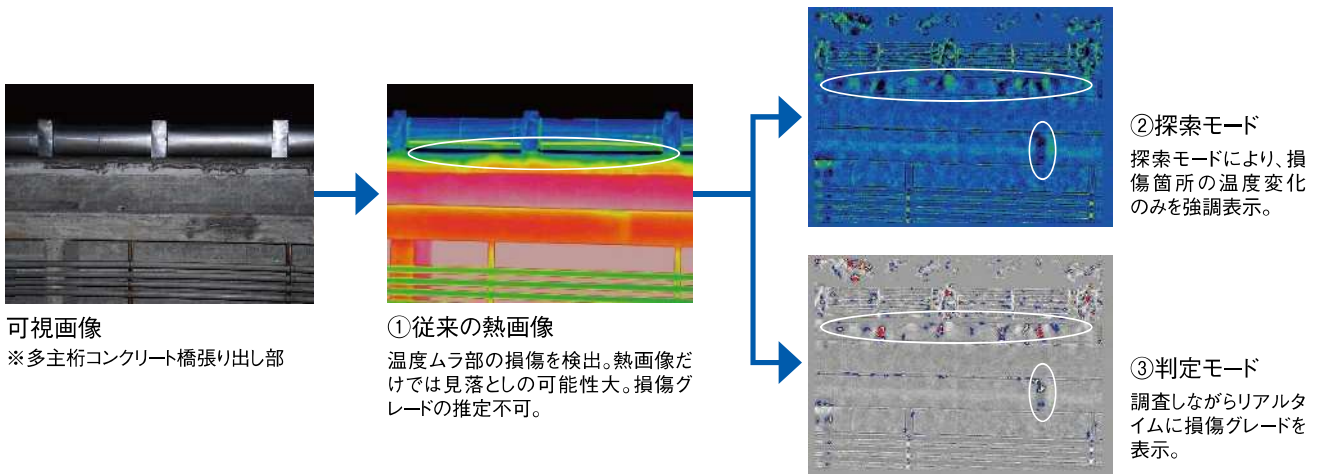 可視画像
※多主桁コンクリート橋張り出し部
①従来の熱画像
温度ムラ部の損傷を検出。熱画像だ
けでは見落としの可能性大。損傷グ
レードの推定不可。
②探索モード
探索モードにより、損
傷箇所の温度変化
のみを強調表示。
③判定モード
調査しながらリアルタ
イムに損傷グレードを
表示。